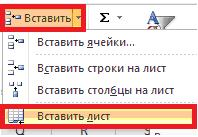 Вставить Σ
Вставить ячейки...
Вставить строки на лист
Вставить столбцы на лист
Вставить лист